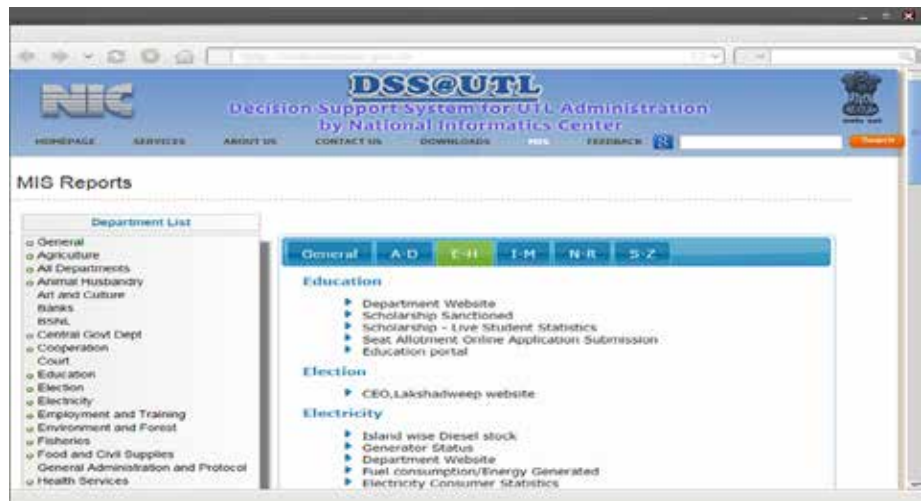 NIC
DSS@UTL
Decision Support System for UTL Administration
by National Informatics Center
HOMEPAGE SERVICES ABOUT US CONTACT US DOWNLOADS MIS FEEDBACK Search
MIS Reports
Department List
General
Agriculture
All Departments
Animal Husbandry
Art and Culture
Banks
BSNL
Central Govt Dept
Cooperation
Court
Education
Election
Electricity
Employment and Training
Environment and Forest
Fisheries
Food and Civil Supplies
General Administration and Protocol
Health Services
General A-D E-H I-M N-R S-Z
Education
Department Website
Scholarship Sanctioned
Scholarship - Live Student Statistics
Seat Allotment Online Application Submission
Education portal
Election
CEO,Lakshadweep website
Electricity
Island wise Diesel stock
Generator Status
Department Website
Fuel consumption/Energy Generated
Electricity Consumer Statistics